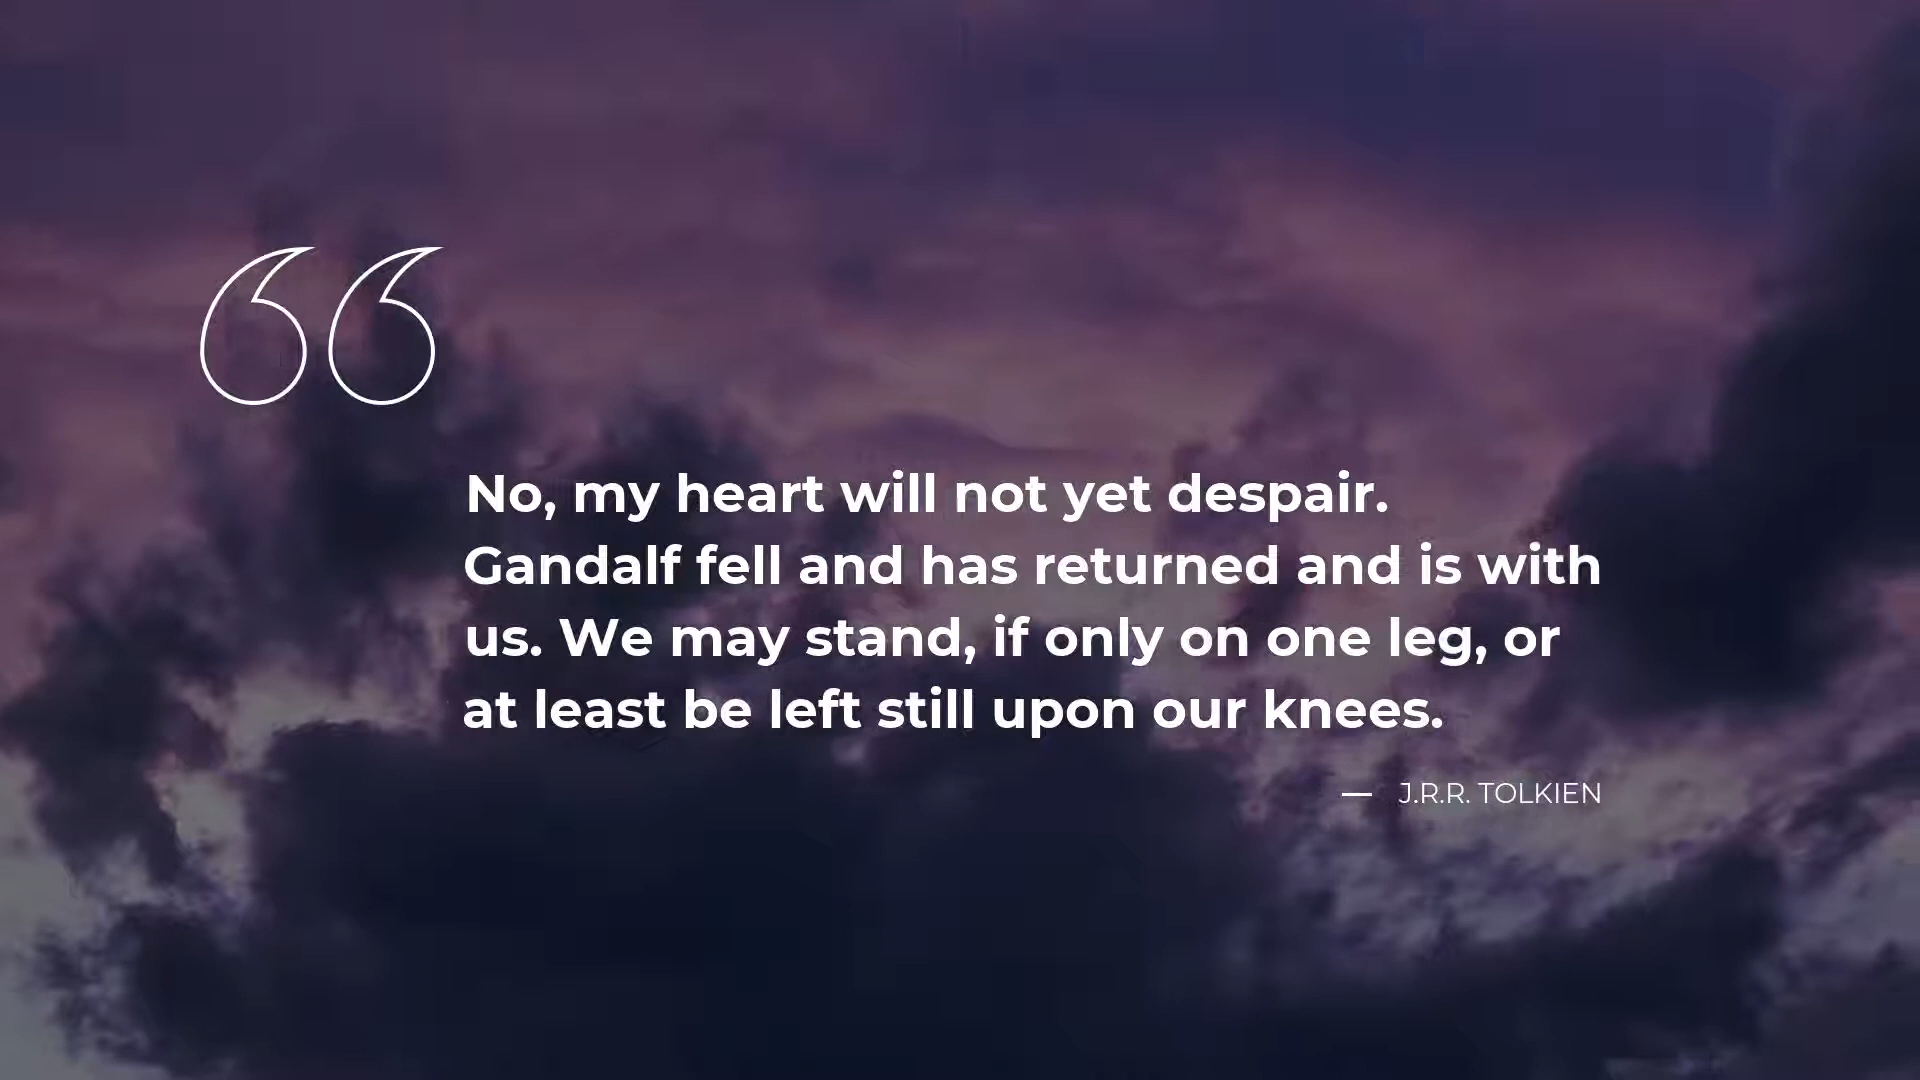 “
No, my heart will not yet despair.
Gandalf fell and has returned and is with
us. We may stand, if only on one leg, or
at least be left still upon our knees.
— J.R.R. TOLKIEN